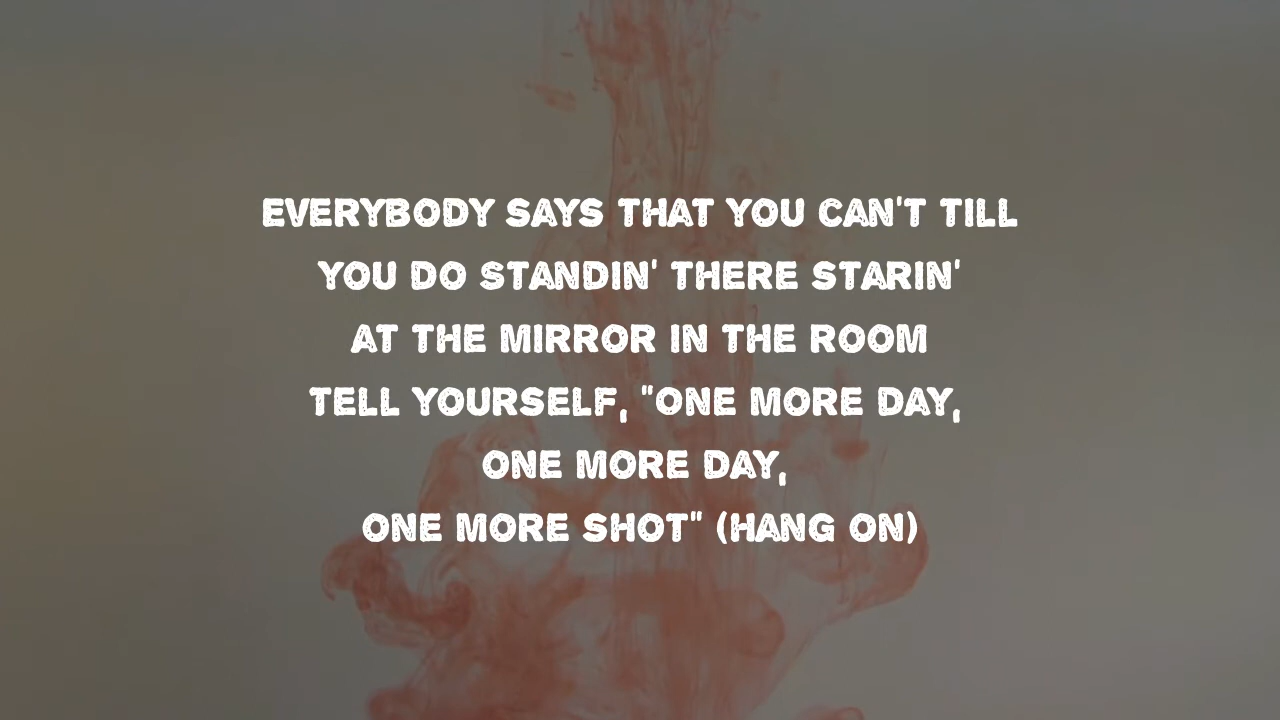 EVERYBODY SAYS THAT YOU CAN'T TILL
YOU DO STANDIN' THERE STARIN'
AT THE MIRROR IN THE ROOM
TELL YOURSELF, "ONE MORE DAY,
ONE MORE DAY,
ONE MORE SHOT" (HANG ON)